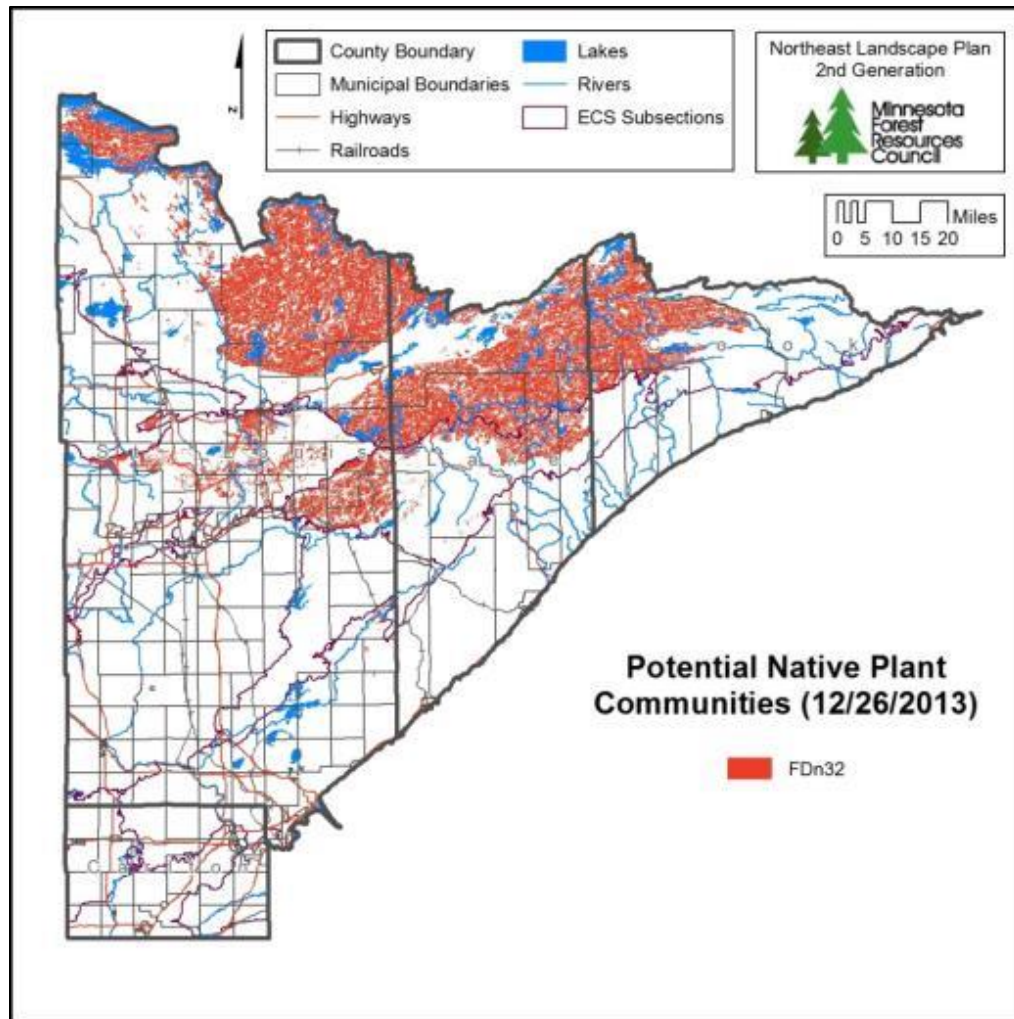 County Boundary
Municipal Boundaries
Highways
Railroads
Lakes
Rivers
ECS Subsections
Northeast Landscape Plan
2nd Generation
Minnesota
Forest
Resources
Council
Miles
0 5 10 15 20
z
C o o k
L a k e
Potential Native Plant
Communities (12/26/2013)
FDn32